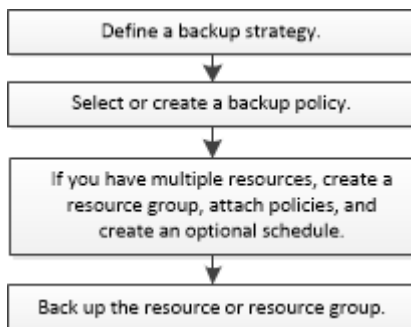 Define a backup strategy.
Select or create a backup policy.
If you have multiple resources, create a
resource group, attach policies, and
create an optional schedule.
Back up the resource or resource group.